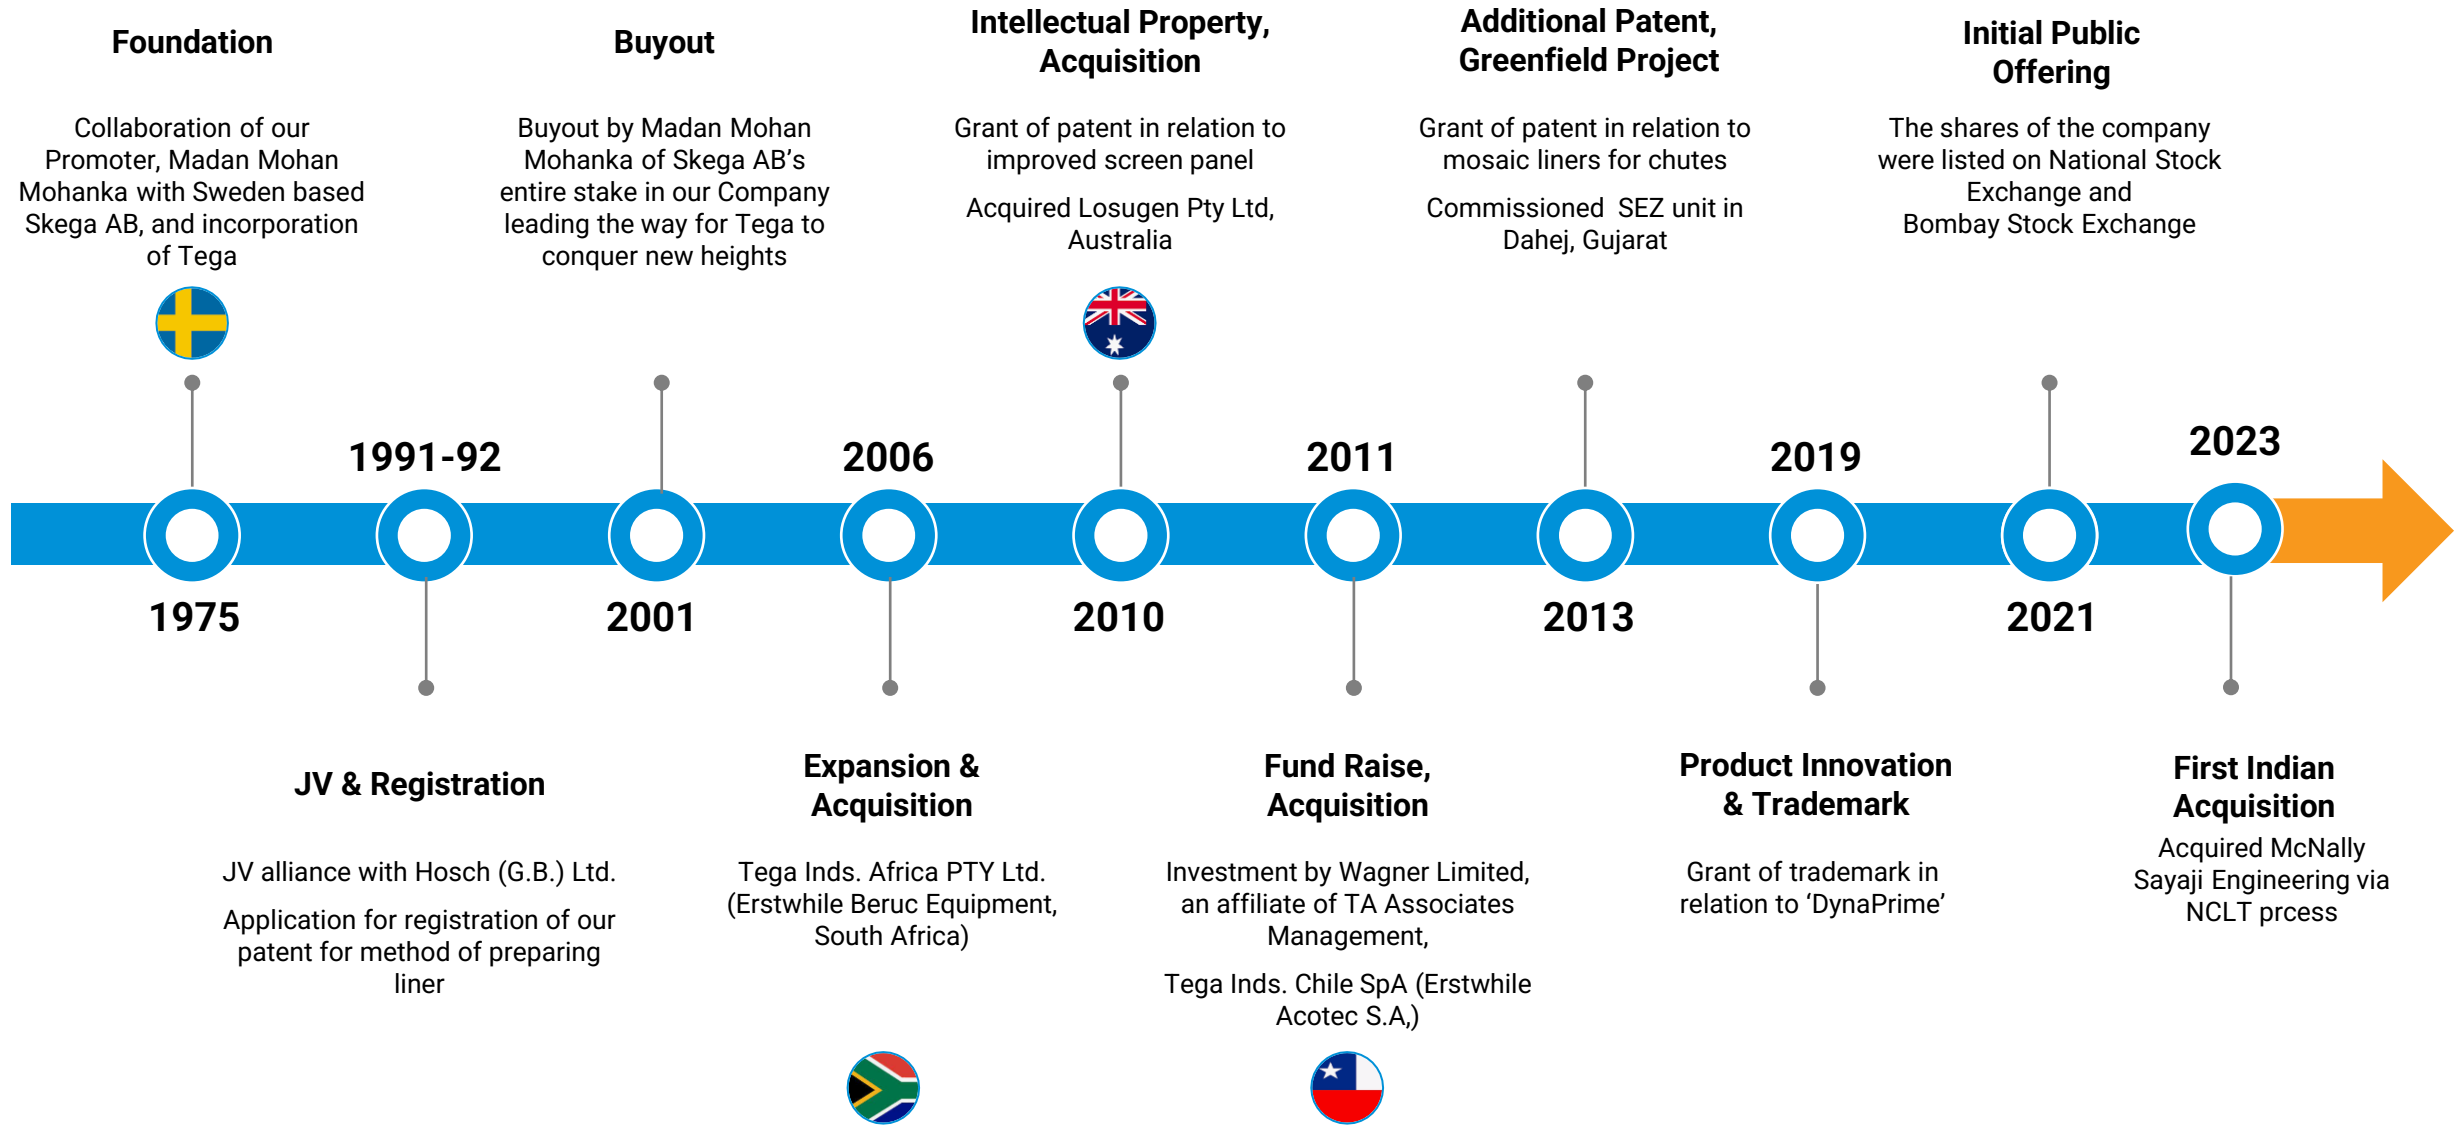 Foundation
Collaboration of our
Promoter, Madan Mohan
Mohanka with Sweden based
Skega AB, and incorporation
of Tega
1975
1991-92
JV & Registration
JV alliance with Hosch (G.B.) Ltd.
Application for registration of our
patent for method of preparing
liner
Buyout
Buyout by Madan Mohan
Mohanka of Skega AB’s
entire stake in our Company
leading the way for Tega to
conquer new heights
2001
2006
Expansion &
Acquisition
Tega Inds. Africa PTY Ltd.
(Erstwhile Beruc Equipment,
South Africa)
Intellectual Property,
Acquisition
Grant of patent in relation to
improved screen panel
Acquired Losugen Pty Ltd,
Australia
2010
2011
Fund Raise,
Acquisition
Investment by Wagner Limited,
an affiliate of TA Associates
Management,
Tega Inds. Chile SpA (Erstwhile
Acotec S.A,)
Additional Patent,
Greenfield Project
Grant of patent in relation to
mosaic liners for chutes
Commissioned  SEZ unit in
Dahej, Gujarat
2013
2019
Product Innovation
& Trademark
Grant of trademark in
relation to ‘DynaPrime’
Initial Public
Offering
The shares of the company
were listed on National Stock
Exchange and
Bombay Stock Exchange
2021
2023
First Indian
Acquisition
Acquired McNally
Sayaji Engineering via
NCLT prcess